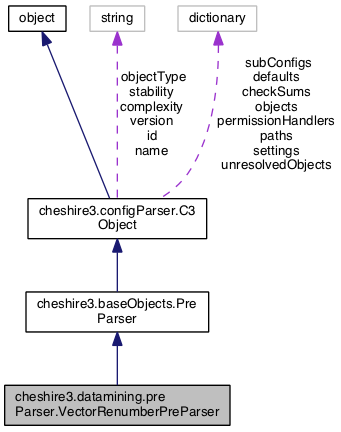 object
string
dictionary
objectType
stability
complexity
version
id
name
subConfigs
defaults
checkSums
objects
permissionHandlers
paths
settings
unresolvedObjects
cheshire3.configParser.C3
Object
cheshire3.baseObjects.Pre
Parser
cheshire3.datamining.pre
Parser.VectorRenumberPreParser